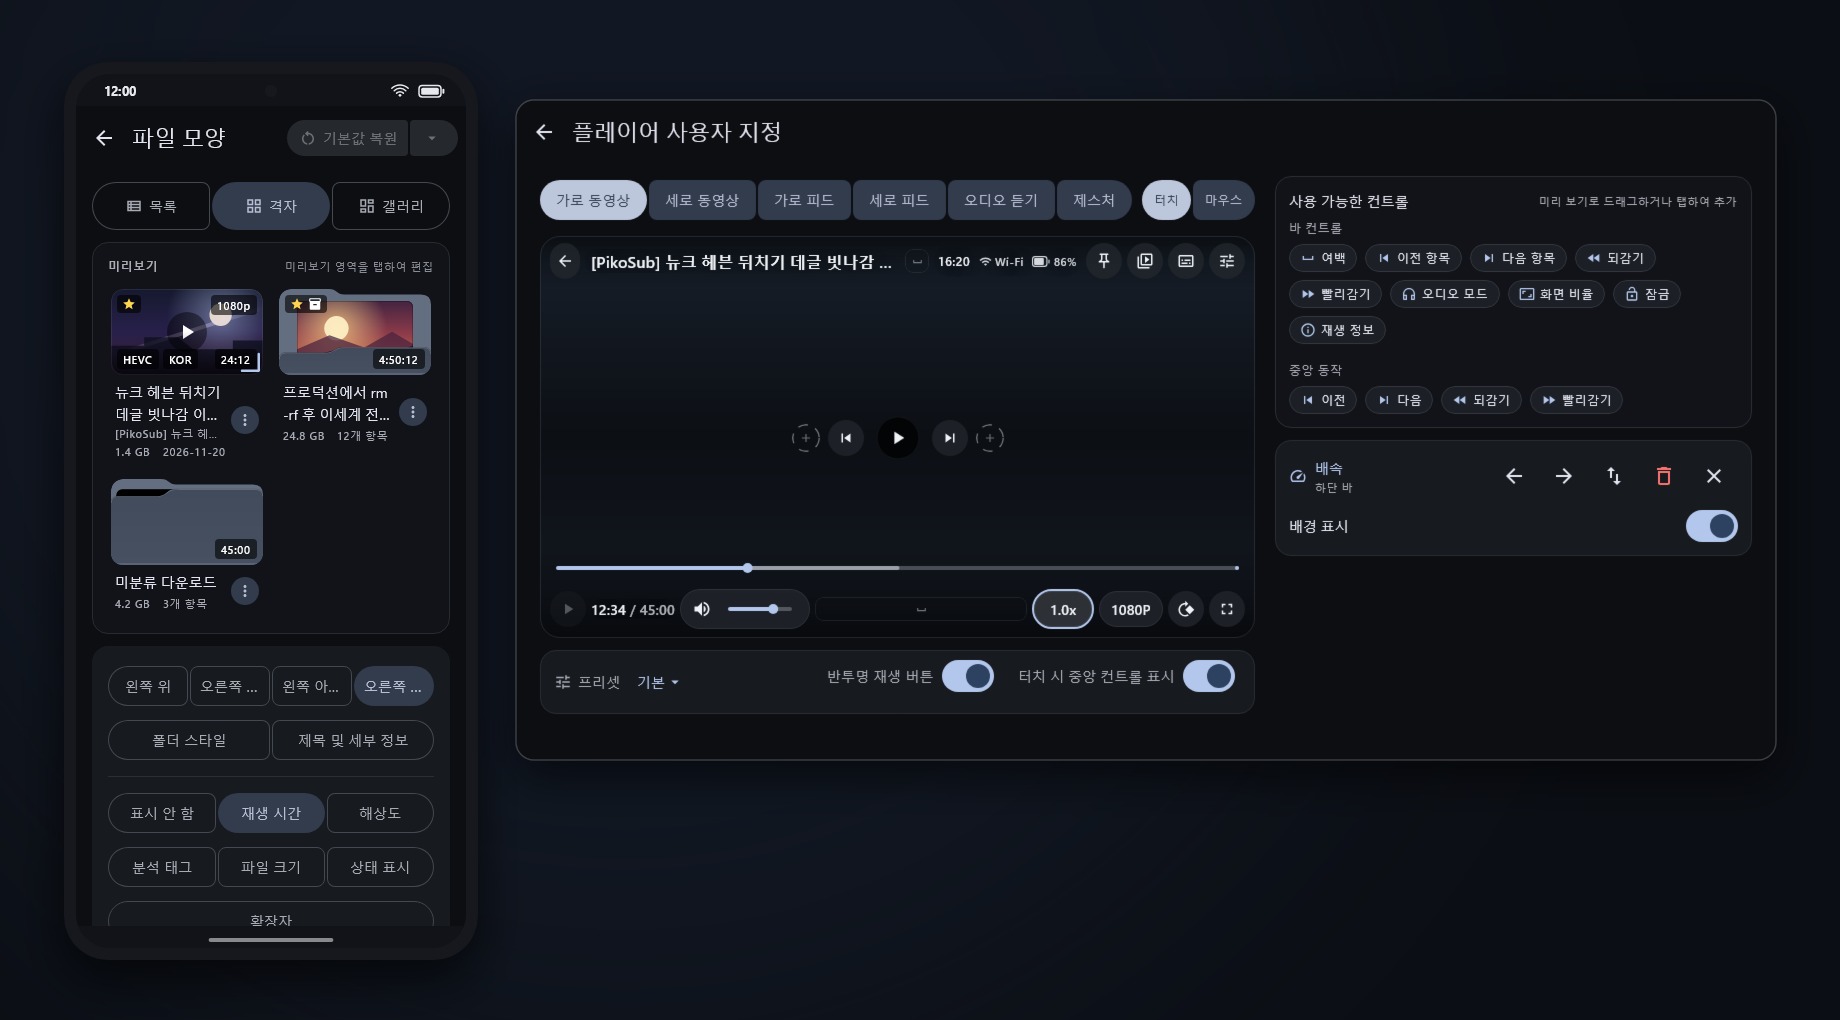 12:00
파일 모양
기본값 복원
목록
격자
갤러리
미리보기
미리보기 영역을 탭하여 편집
1080p
HEVC
KOR
24:12
4:50:12
뉴크 헤븐 뒤치기
데글 빗나감 이...
[PikoSub] 뉴크 헤...
1.4 GB 2026-11-20
프로덕션에서 rm
-rf 후 이세계 전...
24.8 GB 12개 항목
45:00
미분류 다운로드
4.2 GB 3개 항목
왼쪽 위
오른쪽 ...
왼쪽 아...
오른쪽 ...
폴더 스타일
제목 및 세부 정보
표시 안 함
재생 시간
해상도
분석 태그
파일 크기
상태 표시
확장자
플레이어 사용자 지정
가로 동영상
세로 동영상
가로 피드
세로 피드
오디오 듣기
제스처
터치
마우스
[PikoSub] 뉴크 헤븐 뒤치기 데글 빗나감 ...
16:20
Wi-Fi
86%
12:34 / 45:00
1.0x
1080P
프리셋
기본
반투명 재생 버튼
터치 시 중앙 컨트롤 표시
사용 가능한 컨트롤
미리 보기로 드래그하거나 탭하여 추가
바 컨트롤
여백
이전 항목
다음 항목
되감기
빨리감기
오디오 모드
화면 비율
잠금
재생 정보
중앙 동작
이전
다음
되감기
빨리감기
배속
하단 바
배경 표시